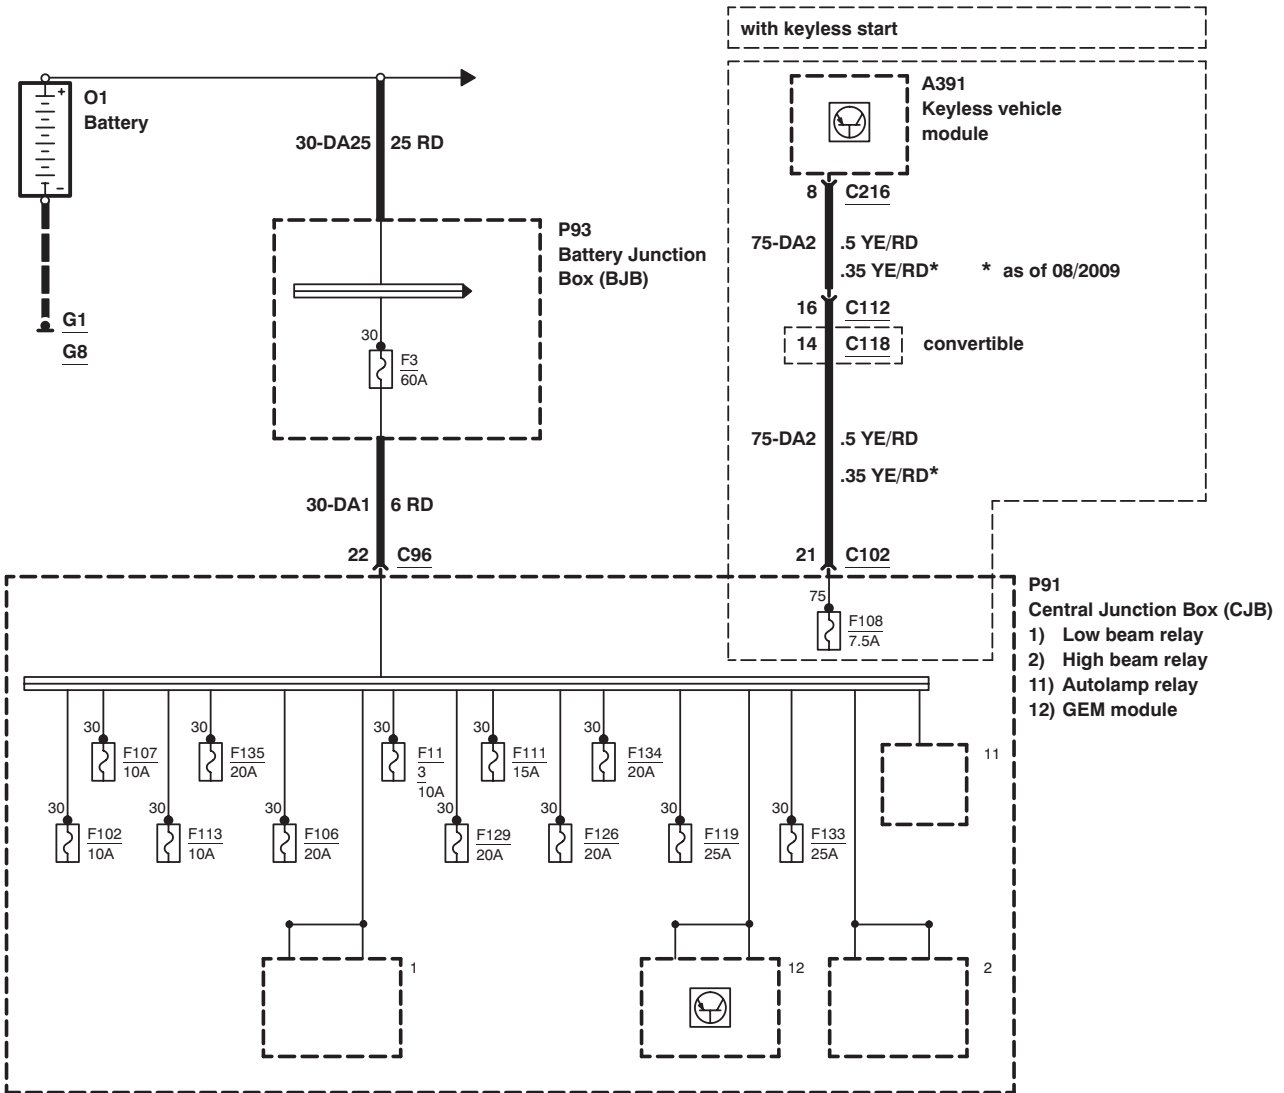 with keyless start
A391
Keyless vehicle
module
O1
Battery
+
−
30-DA25 25 RD
8 C216
P93
Battery Junction
Box (BJB)
75-DA2 .5 YE/RD
.35 YE/RD* * as of 08/2009
16 C112
14 C118 convertible
G1
G8
30
F3
60A
75-DA2 .5 YE/RD
.35 YE/RD*
30-DA1 6 RD
22 C96
21 C102
75
F108
7.5A
P91
Central Junction Box (CJB)
1) Low beam relay
2) High beam relay
11) Autolamp relay
12) GEM module
30
F107
10A
30
F135
20A
30
F11
3
10A
30
F111
15A
30
F134
20A
11
30
F102
10A
30
F113
10A
30
F106
20A
30
F129
20A
30
F126
20A
30
F119
25A
30
F133
25A
1
12
2